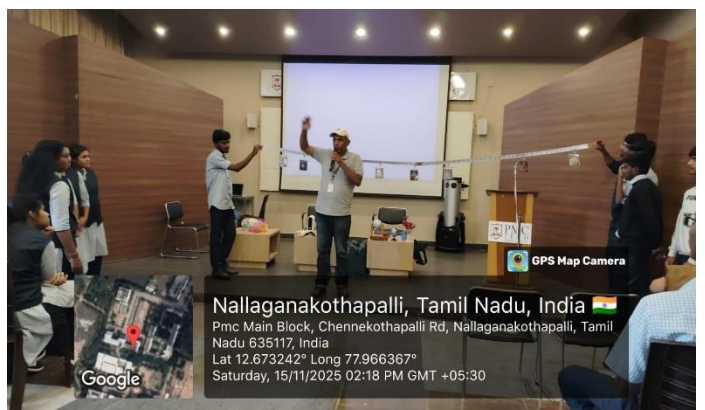 PMC
GPS Map Camera
Nallaganakothapalli, Tamil Nadu, India 🇮🇳
Pmc Main Block, Chennekothapalli Rd, Nallaganakothapalli, Tamil
Nadu 635117, India
Lat 12.673242° Long 77.966367°
Saturday, 15/11/2025 02:18 PM GMT +05:30
Google